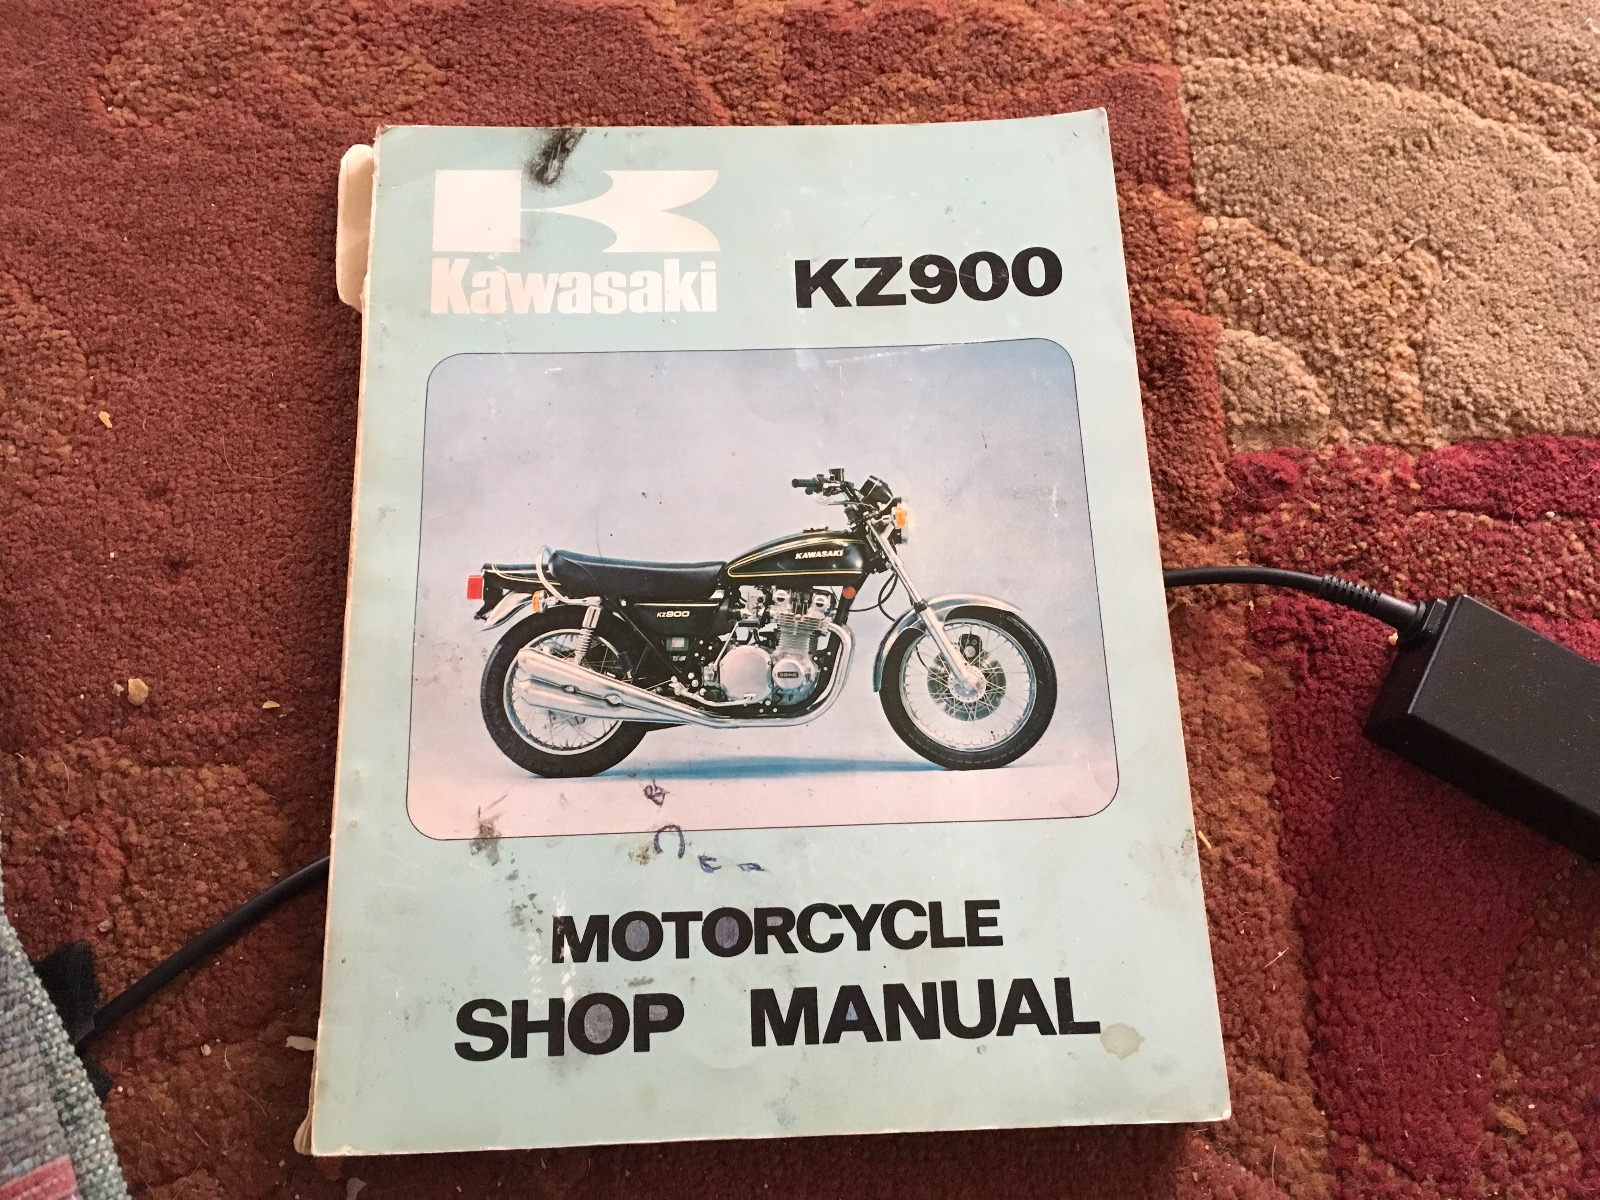 Kawasaki
KZ900
KAWASAKI
KZ900
DOHC
MOTORCYCLE
SHOP MANUAL